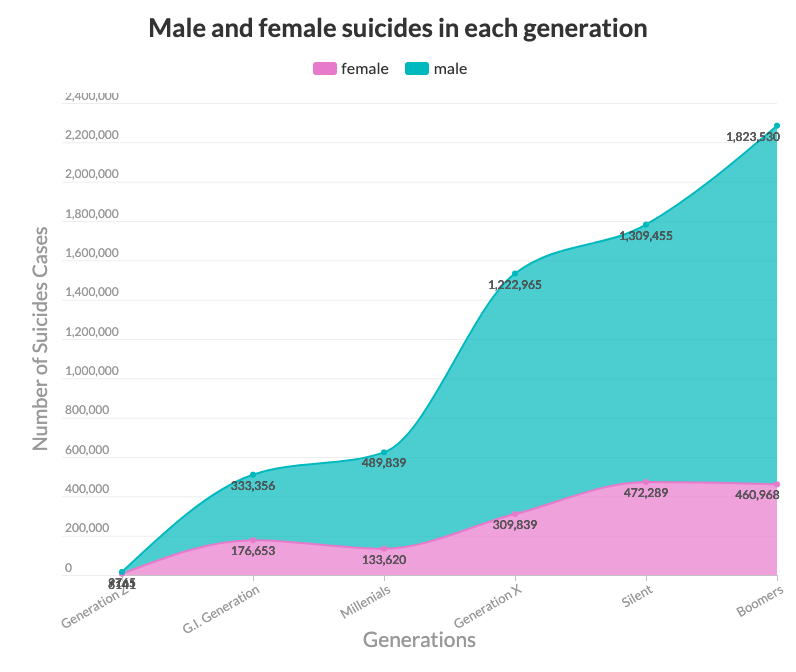 Male and female suicides in each generation
female male
2,400,000
2,200,000
2,000,000
1,800,000
1,600,000
1,400,000
1,200,000
1,000,000
800,000
600,000
400,000
200,000
0
Number of Suicides Cases
1,823,530
1,309,455
1,222,965
489,839
333,356
460,968
472,289
309,839
133,620
176,653
Generation Z
G.I. Generation
Millenials
Generation X
Silent
Boomers
Generations